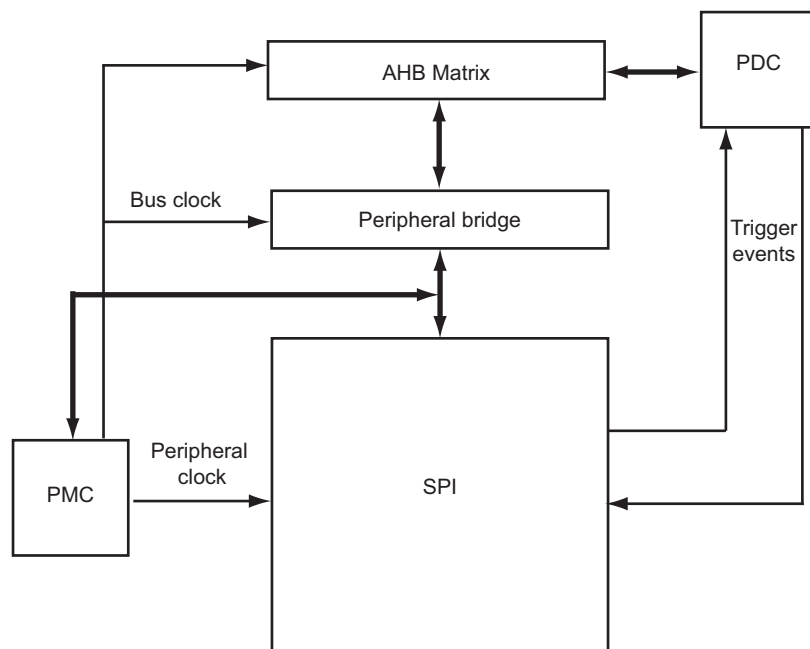 AHB Matrix
PDC
Bus clock
Peripheral bridge
Trigger
events
Peripheral
clock
PMC
SPI